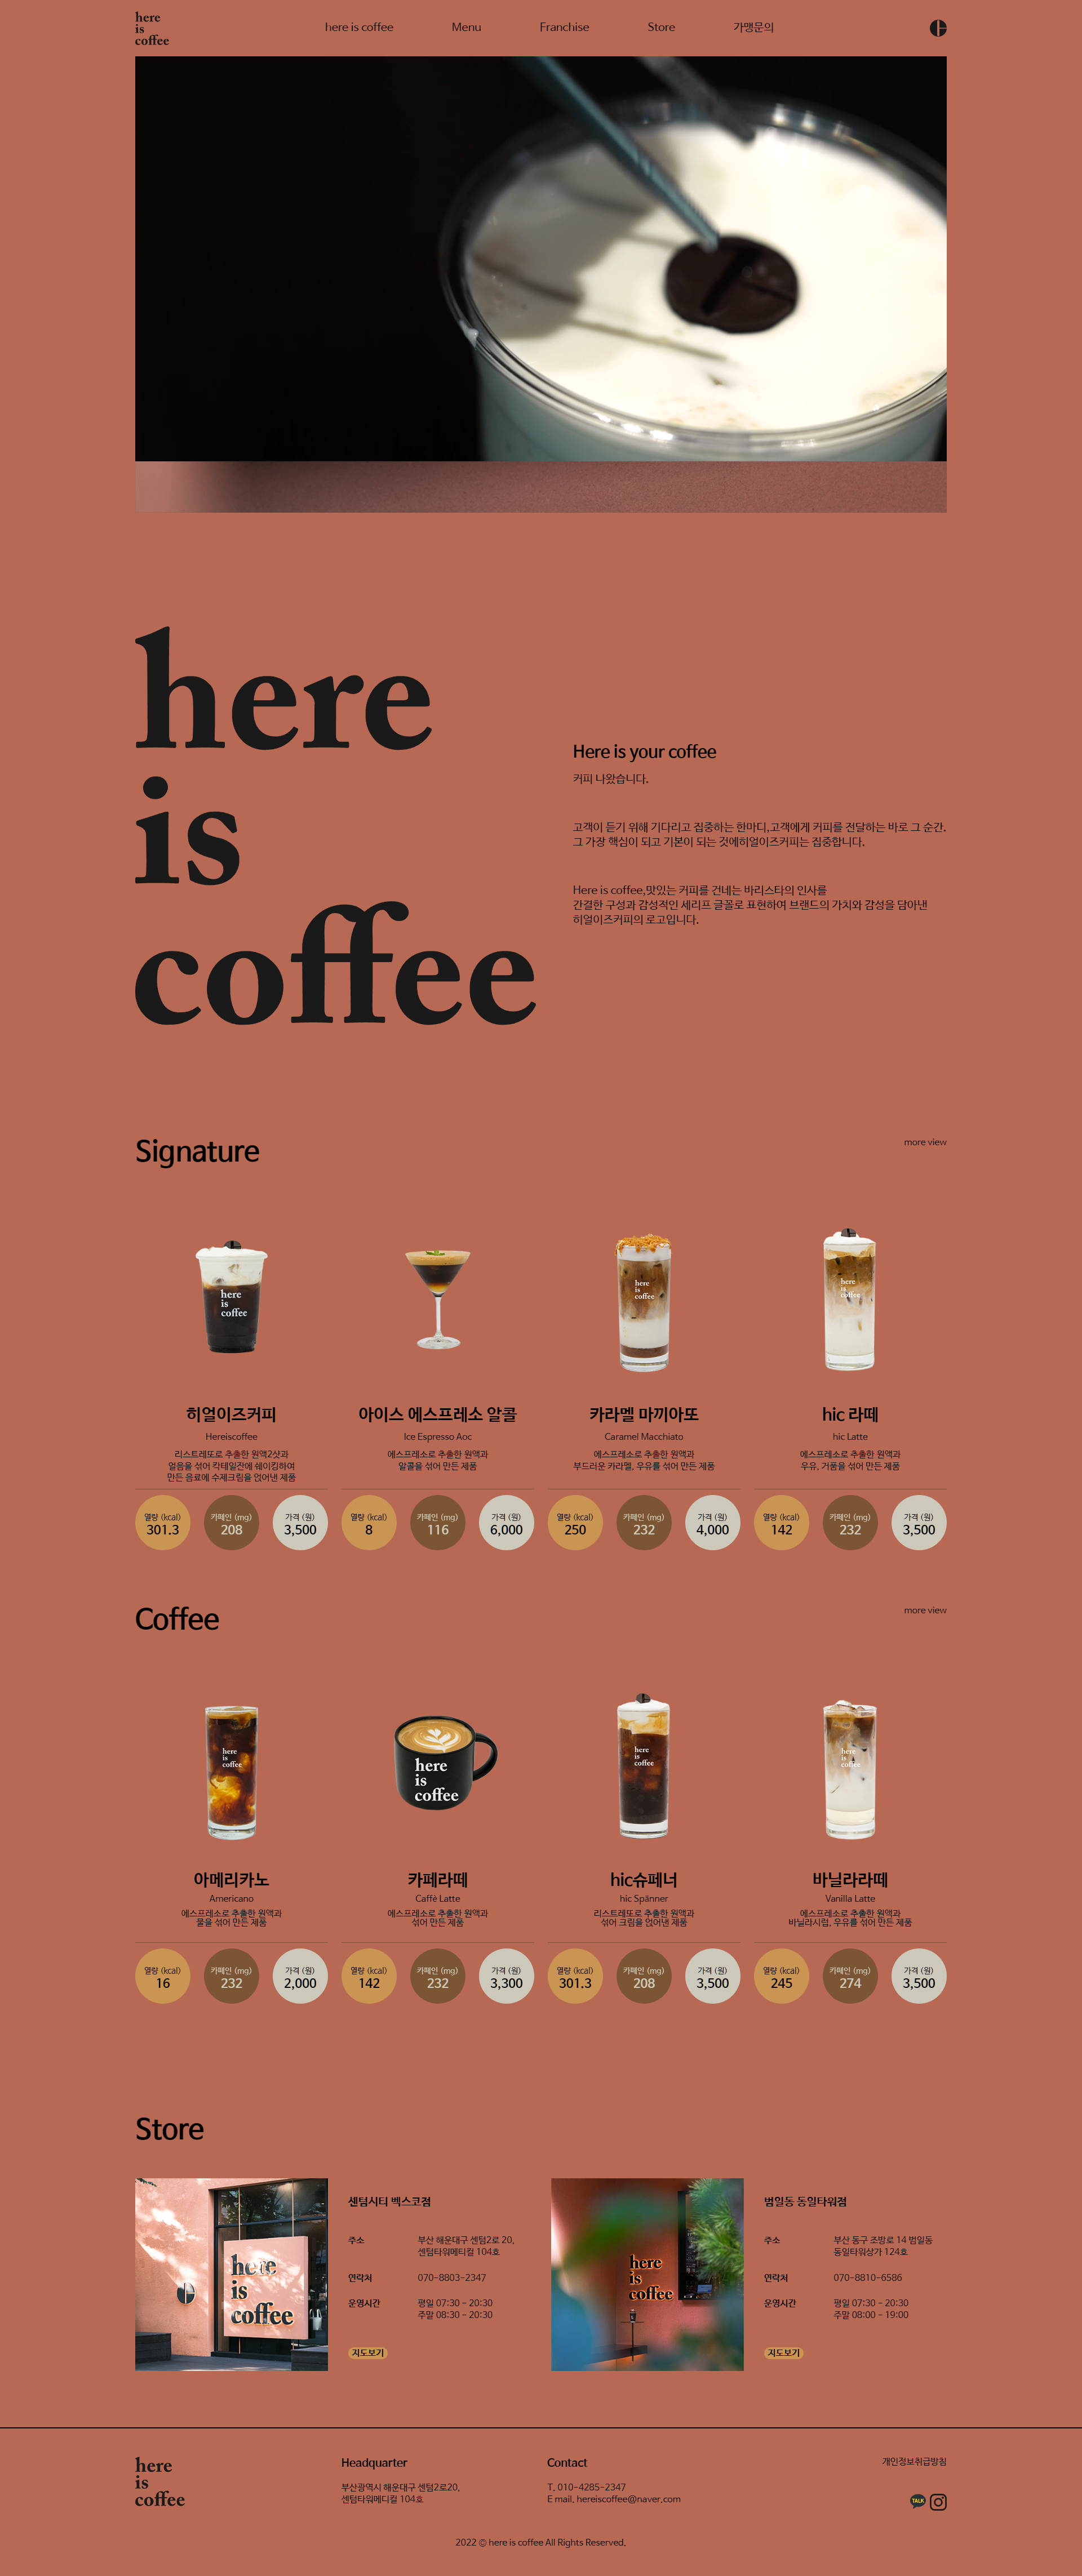 here
is
coffee
here is coffee
Menu
Franchise
Store
가맹문의
here
is
coffee
Here is your coffee
커피 나왔습니다.
고객이 듣기 위해 기다리고 집중하는 한마디,고객에게 커피를 전달하는 바로 그 순간.
그 가장 핵심이 되고 기본이 되는 것에히얼이즈커피는 집중합니다.
Here is coffee,맛있는 커피를 건네는 바리스타의 인사를
간결한 구성과 감성적인 세리프 글꼴로 표현하여 브랜드의 가치와 감성을 담아낸
히얼이즈커피의 로고입니다.
Signature
more view
here
is
coffee
here
is
coffee
here
is
coffee
히얼이즈커피
Hereiscoffee
리스트레또로 추출한 원액2샷과
얼음을 섞어 칵테일잔에 쉐이킹하여
만든 음료에 수제크림을 얹어낸 제품
열량 (kcal)
301.3
카페인 (mg)
208
가격 (원)
3,500
아이스 에스프레소 알콜
Ice Espresso Aoc
에스프레소로 추출한 원액과
알콜을 섞어 만든 제품
열량 (kcal)
8
카페인 (mg)
116
가격 (원)
6,000
카라멜 마끼아또
Caramel Macchiato
에스프레소로 추출한 원액과
부드러운 카라멜, 우유를 섞어 만든 제품
열량 (kcal)
250
카페인 (mg)
232
가격 (원)
4,000
hic 라떼
hic Latte
에스프레소로 추출한 원액과
우유, 거품을 섞어 만든 제품
열량 (kcal)
142
카페인 (mg)
232
가격 (원)
3,500
Coffee
more view
here
is
coffee
here
is
coffee
here
is
coffee
here
is
coffee
아메리카노
Americano
에스프레소로 추출한 원액과
물을 섞어 만든 제품
열량 (kcal)
16
카페인 (mg)
232
가격 (원)
2,000
카페라떼
Caffè Latte
에스프레소로 추출한 원액과
섞어 만든 제품
열량 (kcal)
142
카페인 (mg)
232
가격 (원)
3,300
hic슈페너
hic Spänner
리스트레또로 추출한 원액과
섞어 크림을 얹어낸 제품
열량 (kcal)
301.3
카페인 (mg)
208
가격 (원)
3,500
바닐라라떼
Vanilla Latte
에스프레소로 추출한 원액과
바닐라시럽, 우유를 섞어 만든 제품
열량 (kcal)
245
카페인 (mg)
274
가격 (원)
3,500
Store
here
is
coffee
센텀시티 벡스코점
주소
부산 해운대구 센텀2로 20,
센텀타워메디컬 104호
연락처
070-8803-2347
운영시간
평일 07:30 - 20:30
주말 08:30 - 20:30
지도보기
here
is
coffee
범일동 동일타워점
주소
부산 동구 조방로 14 범일동
동일타워상가 124호
연락처
070-8810-6586
운영시간
평일 07:30 - 20:30
주말 08:00 - 19:00
지도보기
here
is
coffee
Headquarter
부산광역시 해운대구 센텀2로20,
센텀타워메디컬 104호
Contact
T. 010-4285-2347
E mail. hereiscoffee@naver.com
개인정보취급방침
TALK
2022 © here is coffee All Rights Reserved.